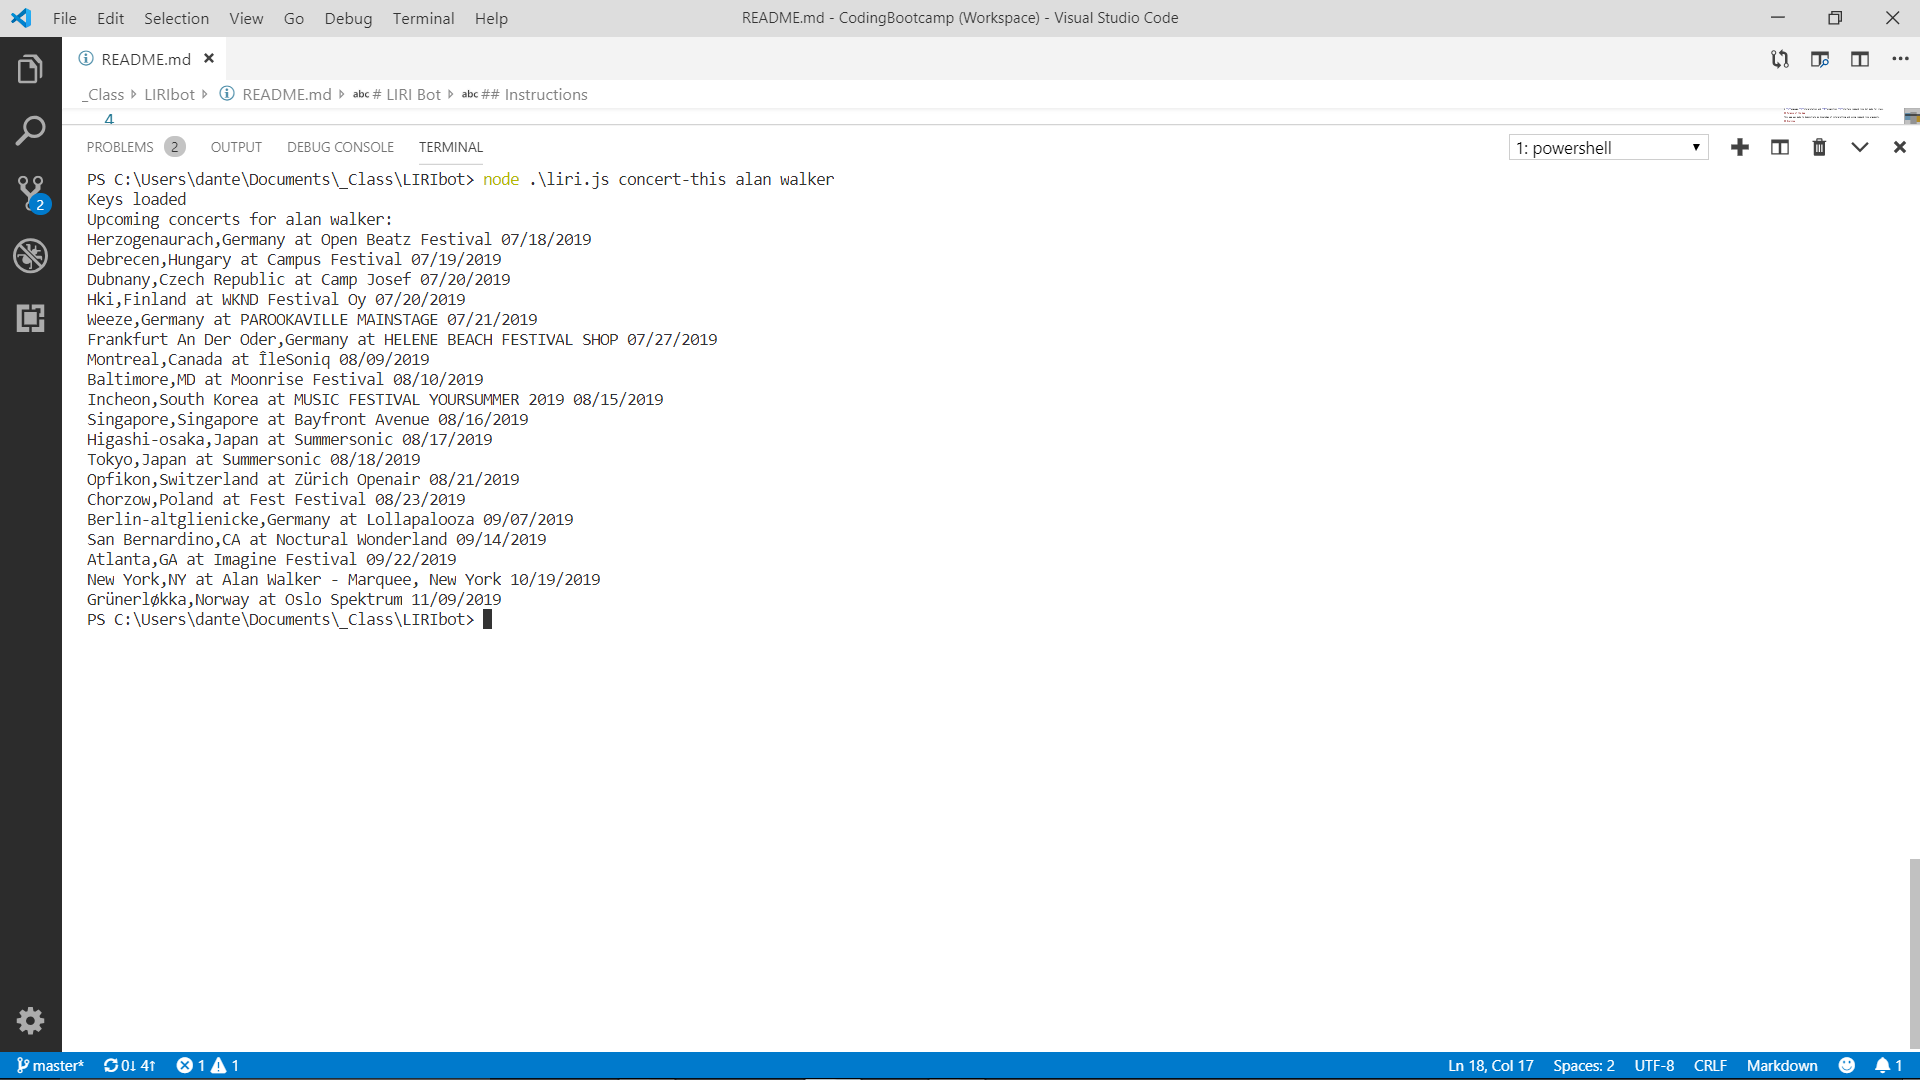 File Edit Selection View Go Debug Terminal Help README.md - CodingBootcamp (Workspace) - Visual Studio Code
README.md
_Class LIRIbot README.md abc # LIRI Bot abc ## Instructions
4
PROBLEMS 2 OUTPUT DEBUG CONSOLE TERMINAL 1: powershell
PS C:\Users\dante\Documents\_Class\LIRIbot> node .\liri.js concert-this alan walker
Keys loaded
Upcoming concerts for alan walker:
Herzogenaurach,Germany at Open Beatz Festival 07/18/2019
Debrecen,Hungary at Campus Festival 07/19/2019
Dubnany,Czech Republic at Camp Josef 07/20/2019
Hki,Finland at WKND Festival Oy 07/20/2019
Weeze,Germany at PAROOKAVILLE MAINSTAGE 07/21/2019
Frankfurt An Der Oder,Germany at HELENE BEACH FESTIVAL SHOP 07/27/2019
Montreal,Canada at ÎleSoniq 08/09/2019
Baltimore,MD at Moonrise Festival 08/10/2019
Incheon,South Korea at MUSIC FESTIVAL YOURSUMMER 2019 08/15/2019
Singapore,Singapore at Bayfront Avenue 08/16/2019
Higashi-osaka,Japan at Summersonic 08/17/2019
Tokyo,Japan at Summersonic 08/18/2019
Opfikon,Switzerland at Zürich Openair 08/21/2019
Chorzow,Poland at Fest Festival 08/23/2019
Berlin-altglienicke,Germany at Lollapalooza 09/07/2019
San Bernardino,CA at Noctural Wonderland 09/14/2019
Atlanta,GA at Imagine Festival 09/22/2019
New York,NY at Alan Walker - Marquee, New York 10/19/2019
Grünerløkka,Norway at Oslo Spektrum 11/09/2019
PS C:\Users\dante\Documents\_Class\LIRIbot>
2
master* 0↓ 4↑ 1 1 Ln 18, Col 17 Spaces: 2 UTF-8 CRLF Markdown 1